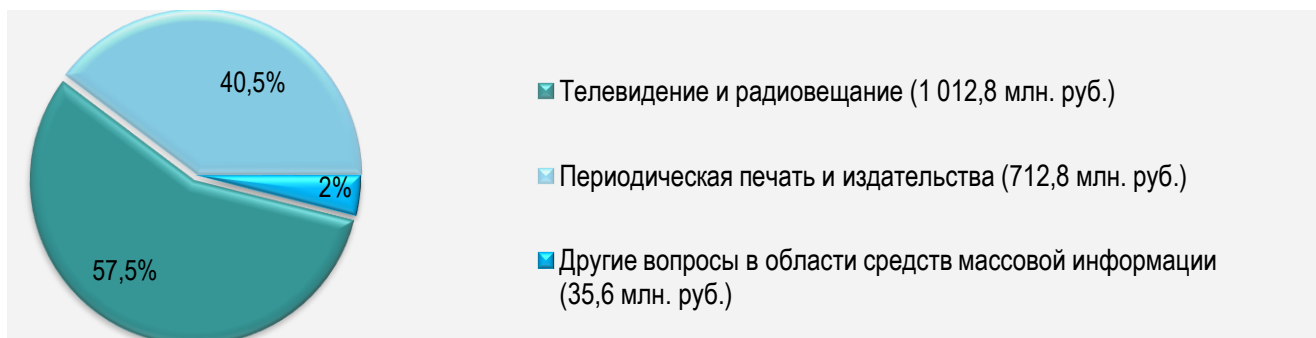 40,5%
2%
57,5%
Телевидение и радиовещание (1 012,8 млн. руб.)
Периодическая печать и издательства (712,8 млн. руб.)
Другие вопросы в области средств массовой информации
(35,6 млн. руб.)